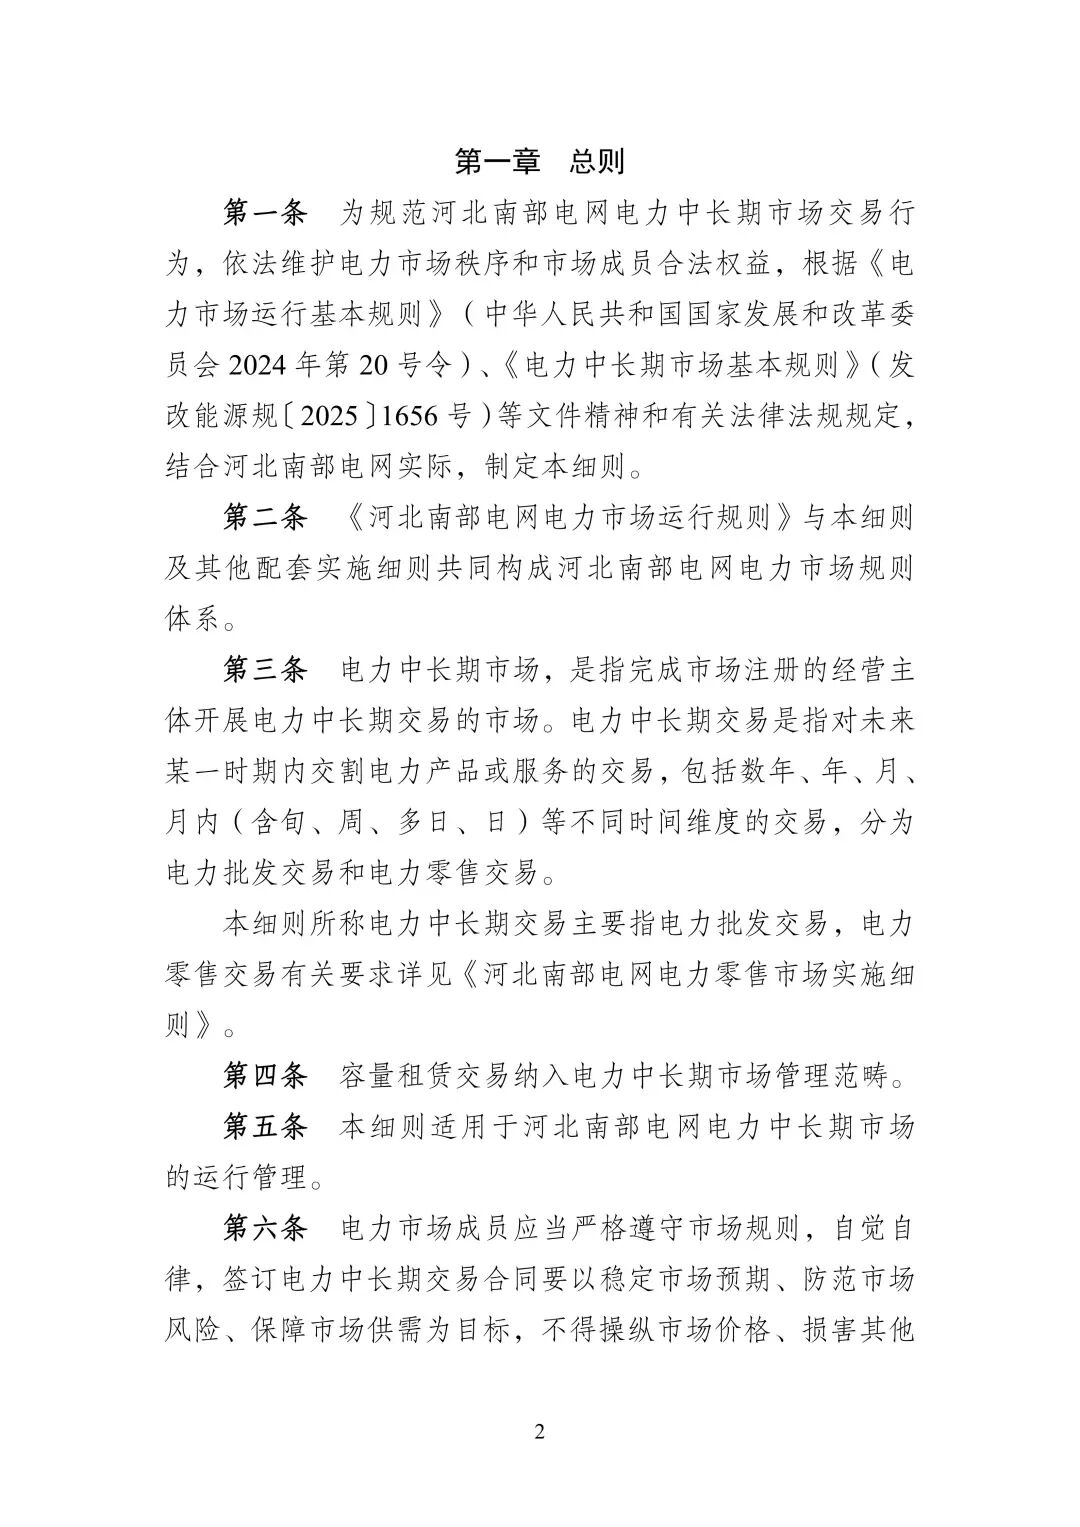 第一章　总则
第一条　为规范河北南部电网电力中长期市场交易行
为，依法维护电力市场秩序和市场成员合法权益，根据《电
力市场运行基本规则》（中华人民共和国国家发展和改革委
员会 2024 年第 20 号令）、《电力中长期市场基本规则》（发
改能源规〔2025〕1656 号）等文件精神和有关法律法规规定，
结合河北南部电网实际，制定本细则。
第二条　《河北南部电网电力市场运行规则》与本细则
及其他配套实施细则共同构成河北南部电网电力市场规则
体系。
第三条　电力中长期市场，是指完成市场注册的经营主
体开展电力中长期交易的市场。电力中长期交易是指对未来
某一时期内交割电力产品或服务的交易，包括数年、年、月、
月内（含旬、周、多日、日）等不同时间维度的交易，分为
电力批发交易和电力零售交易。
本细则所称电力中长期交易主要指电力批发交易，电力
零售交易有关要求详见《河北南部电网电力零售市场实施细
则》。
第四条　容量租赁交易纳入电力中长期市场管理范畴。
第五条　本细则适用于河北南部电网电力中长期市场
的运行管理。
第六条　电力市场成员应当严格遵守市场规则，自觉自
律，签订电力中长期交易合同要以稳定市场预期、防范市场
风险、保障市场供需为目标，不得操纵市场价格、损害其他
2